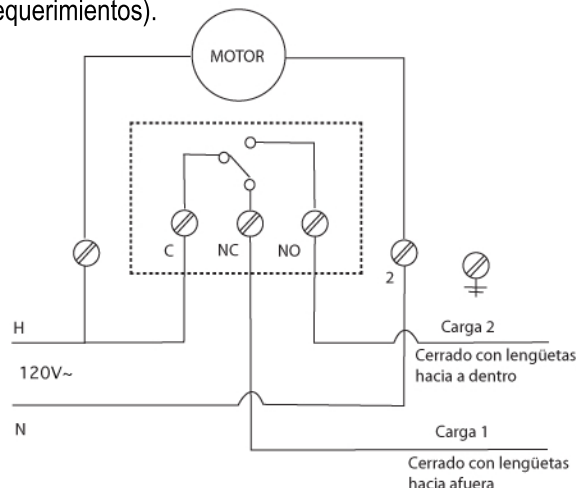 equerimientos).
MOTOR
C
NC
NO
2
H
Carga 2
Cerrado con lengüetas
hacia a dentro
120V~
N
Carga 1
Cerrado con lengüetas
hacia afuera